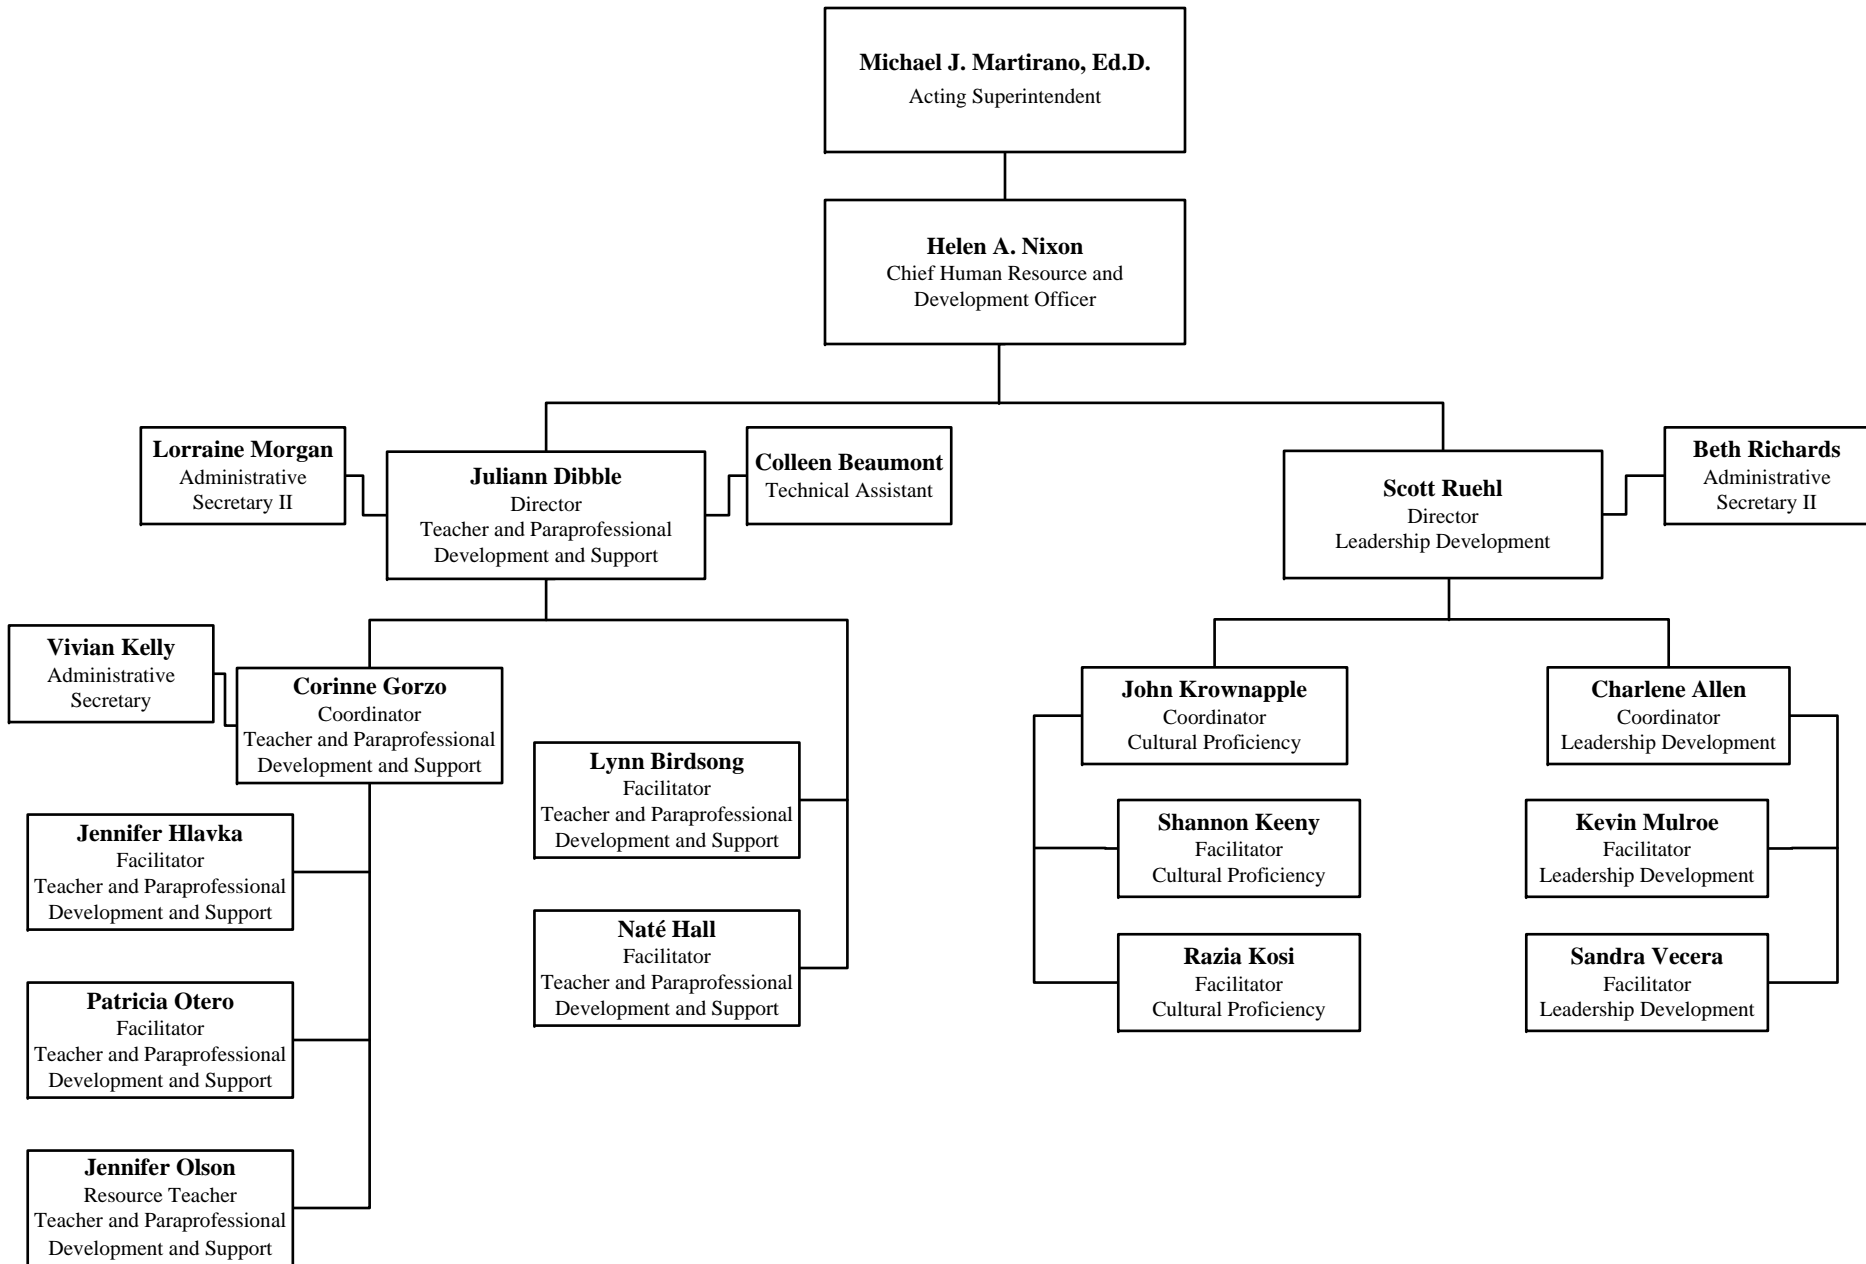 Michael J. Martirano, Ed.D.
Acting Superintendent
Helen A. Nixon
Chief Human Resource and
Development Officer
Lorraine Morgan
Administrative
Secretary II
Juliann Dibble
Director
Teacher and Paraprofessional
Development and Support
Colleen Beaumont
Technical Assistant
Scott Ruehl
Director
Leadership Development
Beth Richards
Administrative
Secretary II
Vivian Kelly
Administrative
Secretary
Corinne Gorzo
Coordinator
Teacher and Paraprofessional
Development and Support
Jennifer Hlavka
Facilitator
Teacher and Paraprofessional
Development and Support
Patricia Otero
Facilitator
Teacher and Paraprofessional
Development and Support
Jennifer Olson
Resource Teacher
Teacher and Paraprofessional
Development and Support
Lynn Birdsong
Facilitator
Teacher and Paraprofessional
Development and Support
Naté Hall
Facilitator
Teacher and Paraprofessional
Development and Support
John Krownapple
Coordinator
Cultural Proficiency
Shannon Keeny
Facilitator
Cultural Proficiency
Razia Kosi
Facilitator
Cultural Proficiency
Charlene Allen
Coordinator
Leadership Development
Kevin Mulroe
Facilitator
Leadership Development
Sandra Vecera
Facilitator
Leadership Development